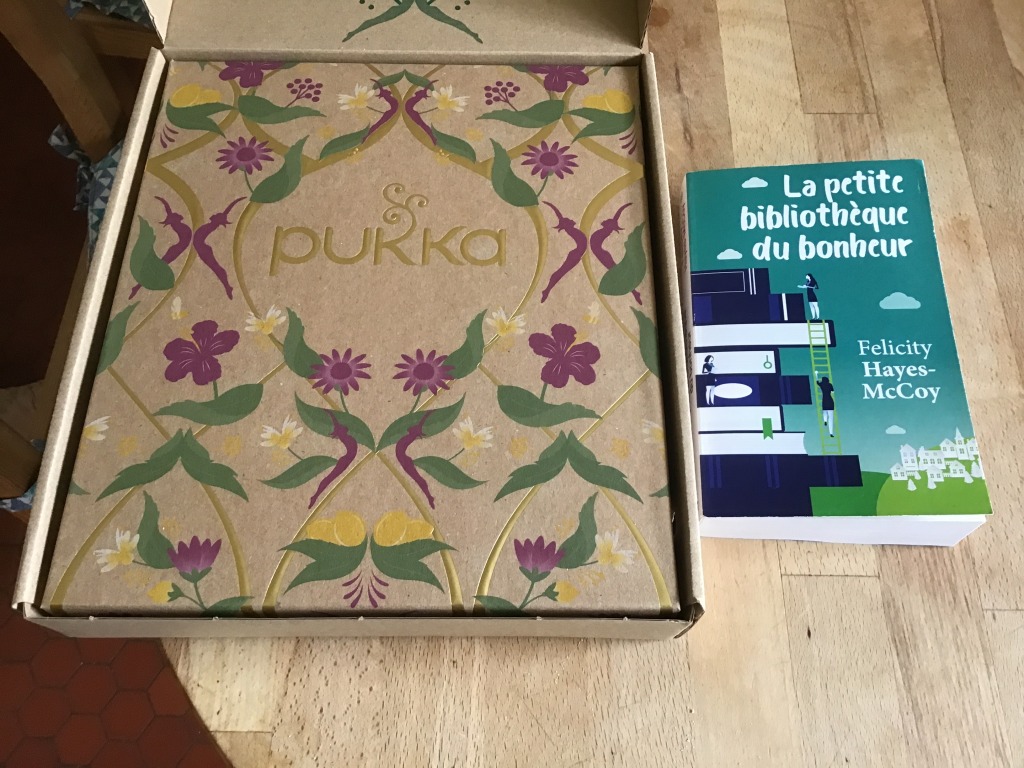 pukka
La petite
bibliothèque
du bonheur
Felicity
Hayes-
McCoy